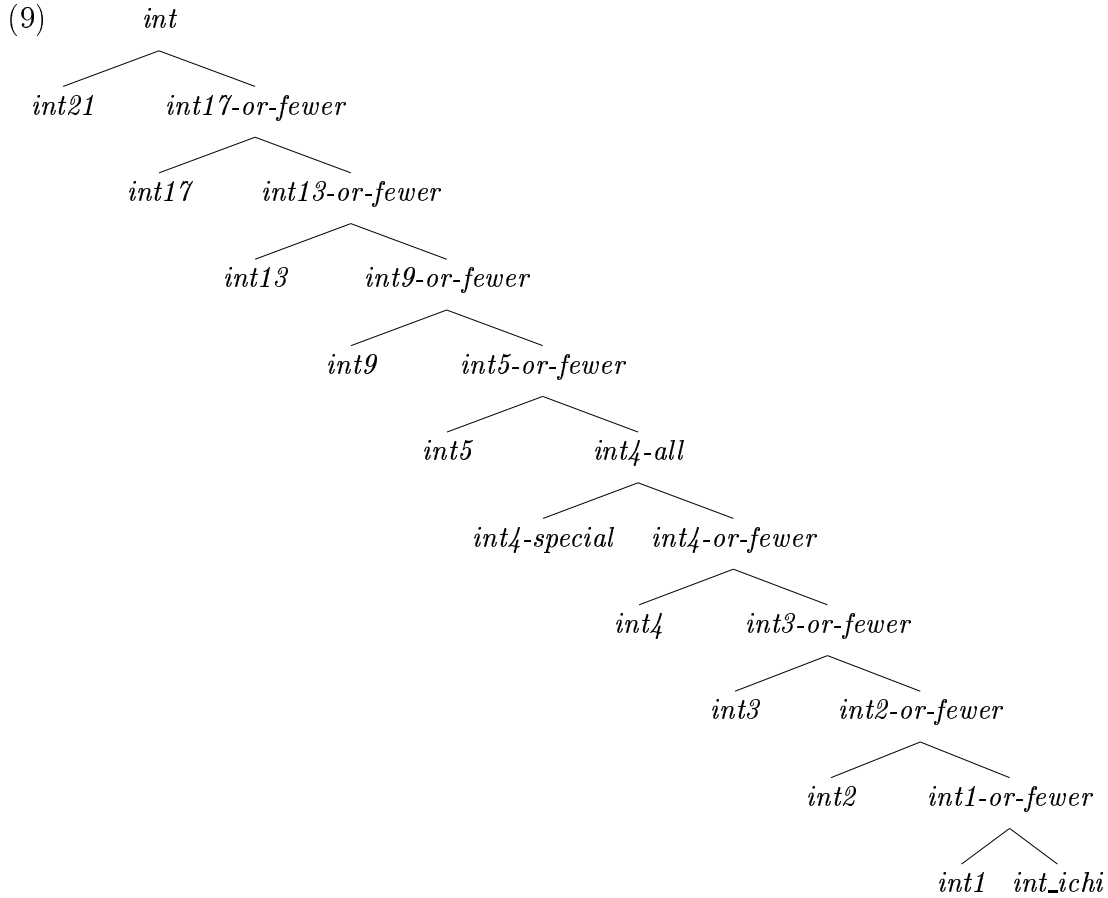 (9) int
int21 int17-or-fewer
int17 int13-or-fewer
int13 int9-or-fewer
int9 int5-or-fewer
int5 int4-all
int4-special int4-or-fewer
int4 int3-or-fewer
int3 int2-or-fewer
int2 int1-or-fewer
int1 int_ichi